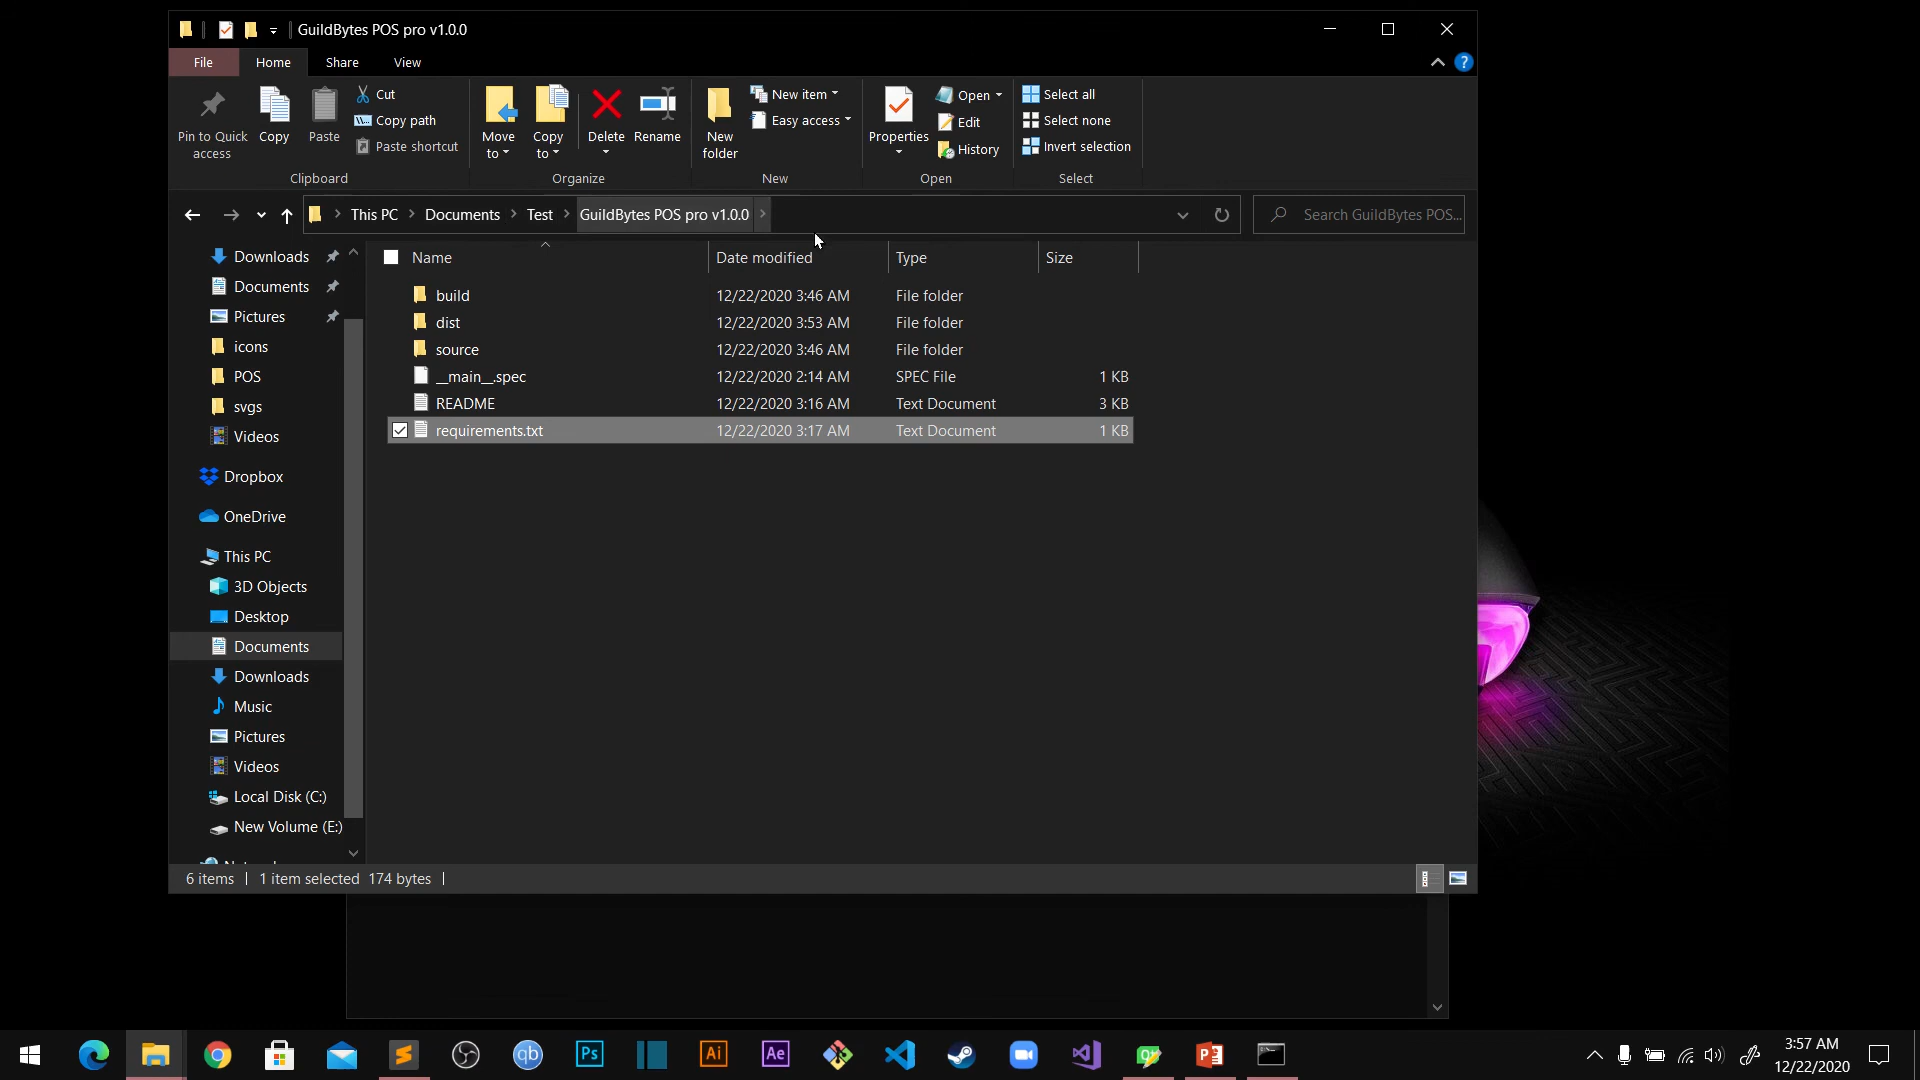 GuildBytes POS pro v1.0.0
File
Home
Share
View
?
Pin to Quick access
Copy
Paste
Cut
Copy path
Paste shortcut
Clipboard
Move to
Copy to
Delete
Rename
Organize
New folder
New item
Easy access
New
Properties
Open
Edit
History
Open
Select all
Select none
Invert selection
Select
This PC > Documents > Test > GuildBytes POS pro v1.0.0 >
Search GuildBytes POS...
Name Date modified Type Size
build 12/22/2020 3:46 AM File folder
dist 12/22/2020 3:53 AM File folder
source 12/22/2020 3:46 AM File folder
__main__.spec 12/22/2020 2:14 AM SPEC File 1 KB
README 12/22/2020 3:16 AM Text Document 3 KB
requirements.txt 12/22/2020 3:17 AM Text Document 1 KB
Downloads
Documents
Pictures
icons
POS
svgs
Videos
Dropbox
OneDrive
This PC
3D Objects
Desktop
Documents
Downloads
Music
Pictures
Videos
Local Disk (C:)
New Volume (E:)
6 items 1 item selected 174 bytes
qb
Ps
Ai
Ae
3:57 AM
12/22/2020